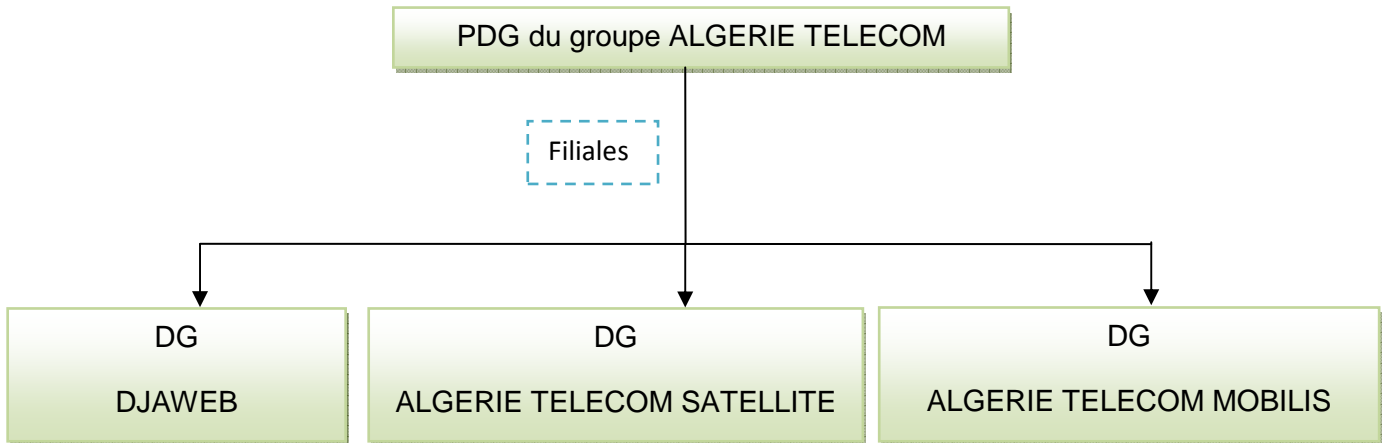 PDG du groupe ALGERIE TELECOM
Filiales
DG
DJAWEB
DG
ALGERIE TELECOM SATELLITE
DG
ALGERIE TELECOM MOBILIS